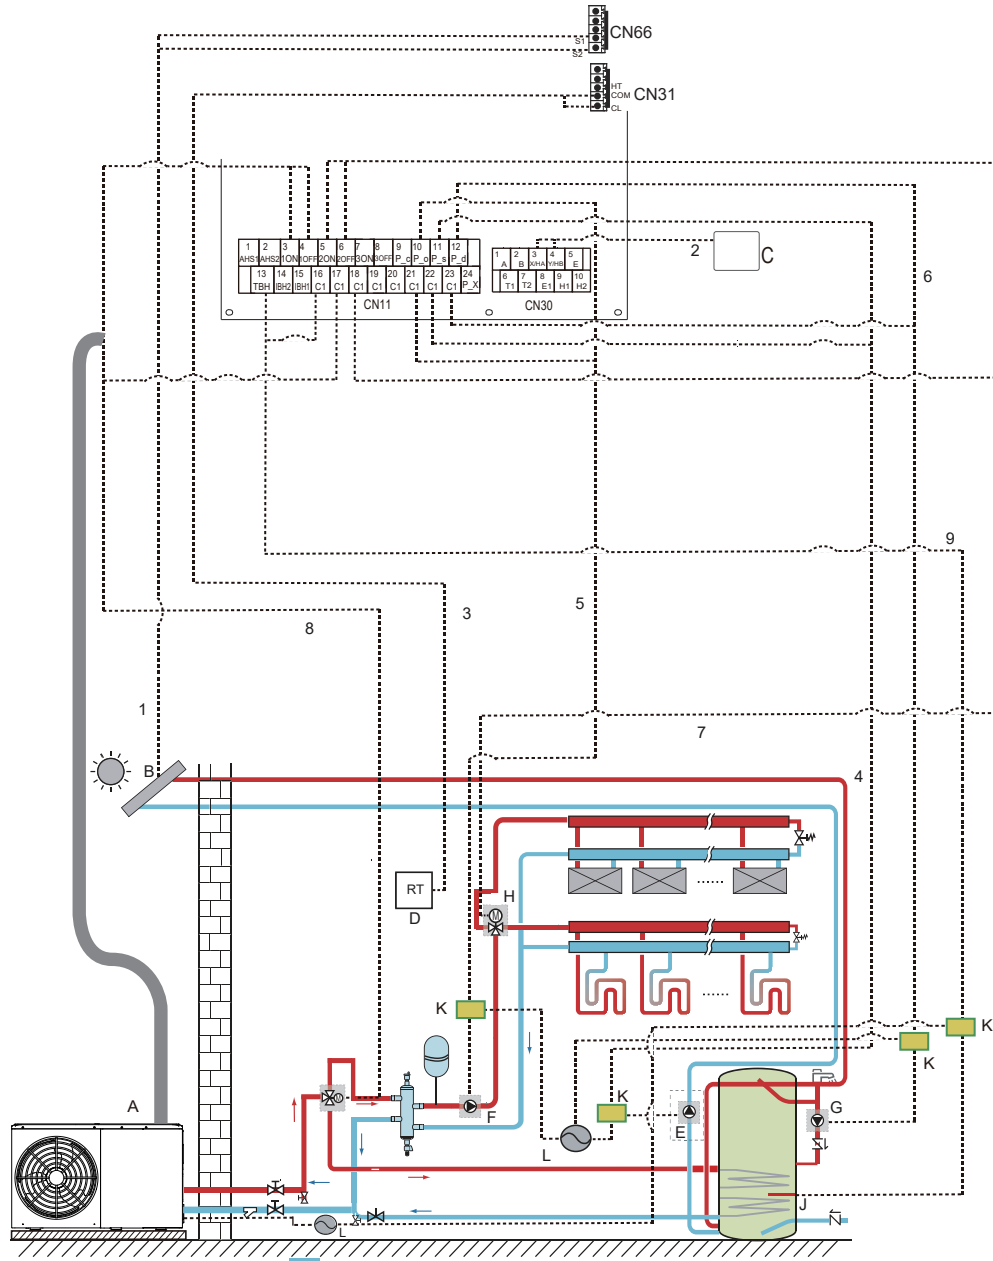 CN66
S1
S2
HT
COM
CL
CN31
1 2 3 4 5 6 7 8 9 10 11 12
AHS1 AHS2 1ON 1OFF 2ON 2OFF 3ON 3OFF P_c P_o P_s P_d
13 14 15 16 17 18 19 20 21 22 23 24
TBH IBH2 IBH1 C1 C1 C1 C1 C1 C1 C1 C1 P_X
CN11
1 2 3 4 5
A B X/HA Y/HB E
6 7 8 9 10
T1 T2 E1 H1 H2
CN30
2
C
6
9
5
3
8
1
7
4
B
RT
D
H
M
K
K
K
K
A
F
E
G
L
J
L
M